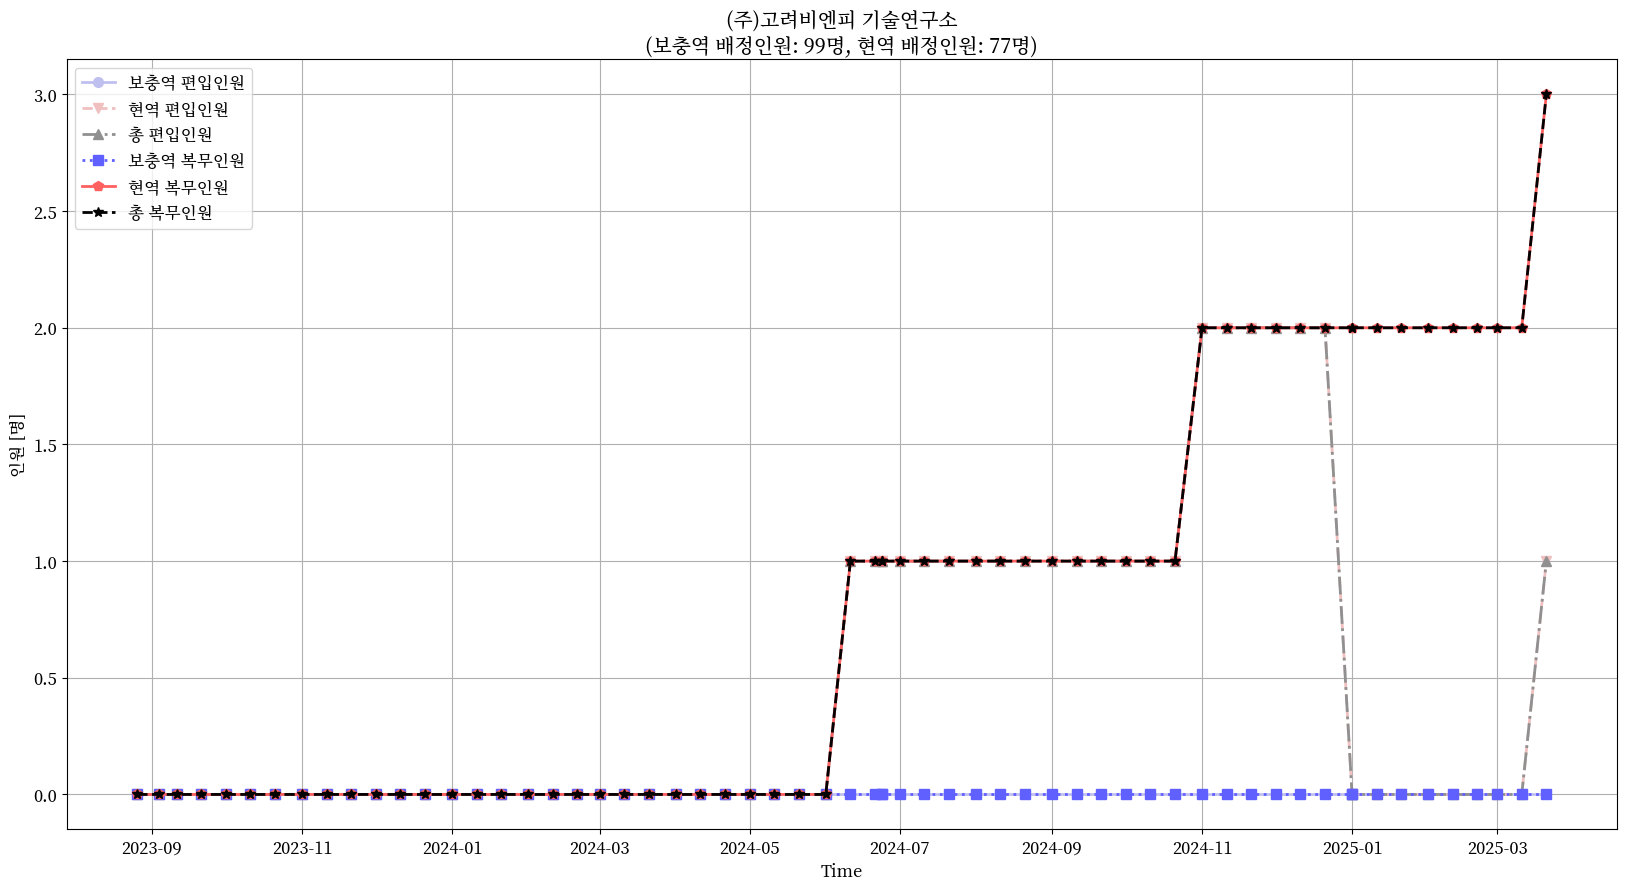 (주)고려비엔피 기술연구소
(보충역 배정인원: 99명, 현역 배정인원: 77명)
보충역 편입인원
현역 편입인원
총 편입인원
보충역 복무인원
현역 복무인원
총 복무인원
3.0
2.5
2.0
1.5
1.0
0.5
0.0
인원 [명]
2023-09
2023-11
2024-01
2024-03
2024-05
2024-07
2024-09
2024-11
2025-01
2025-03
Time